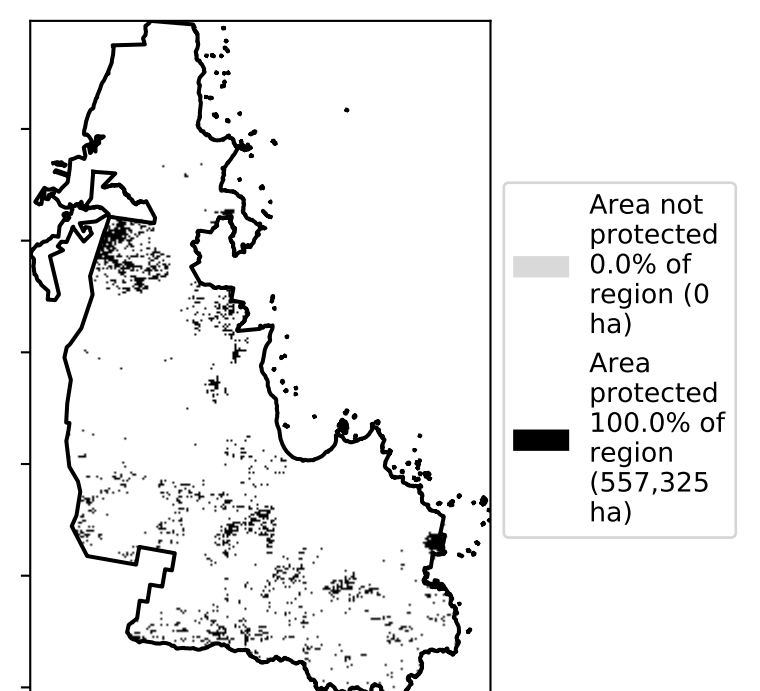 Area not
protected
0.0% of
region (0
ha)
Area
protected
100.0% of
region
(557,325
ha)